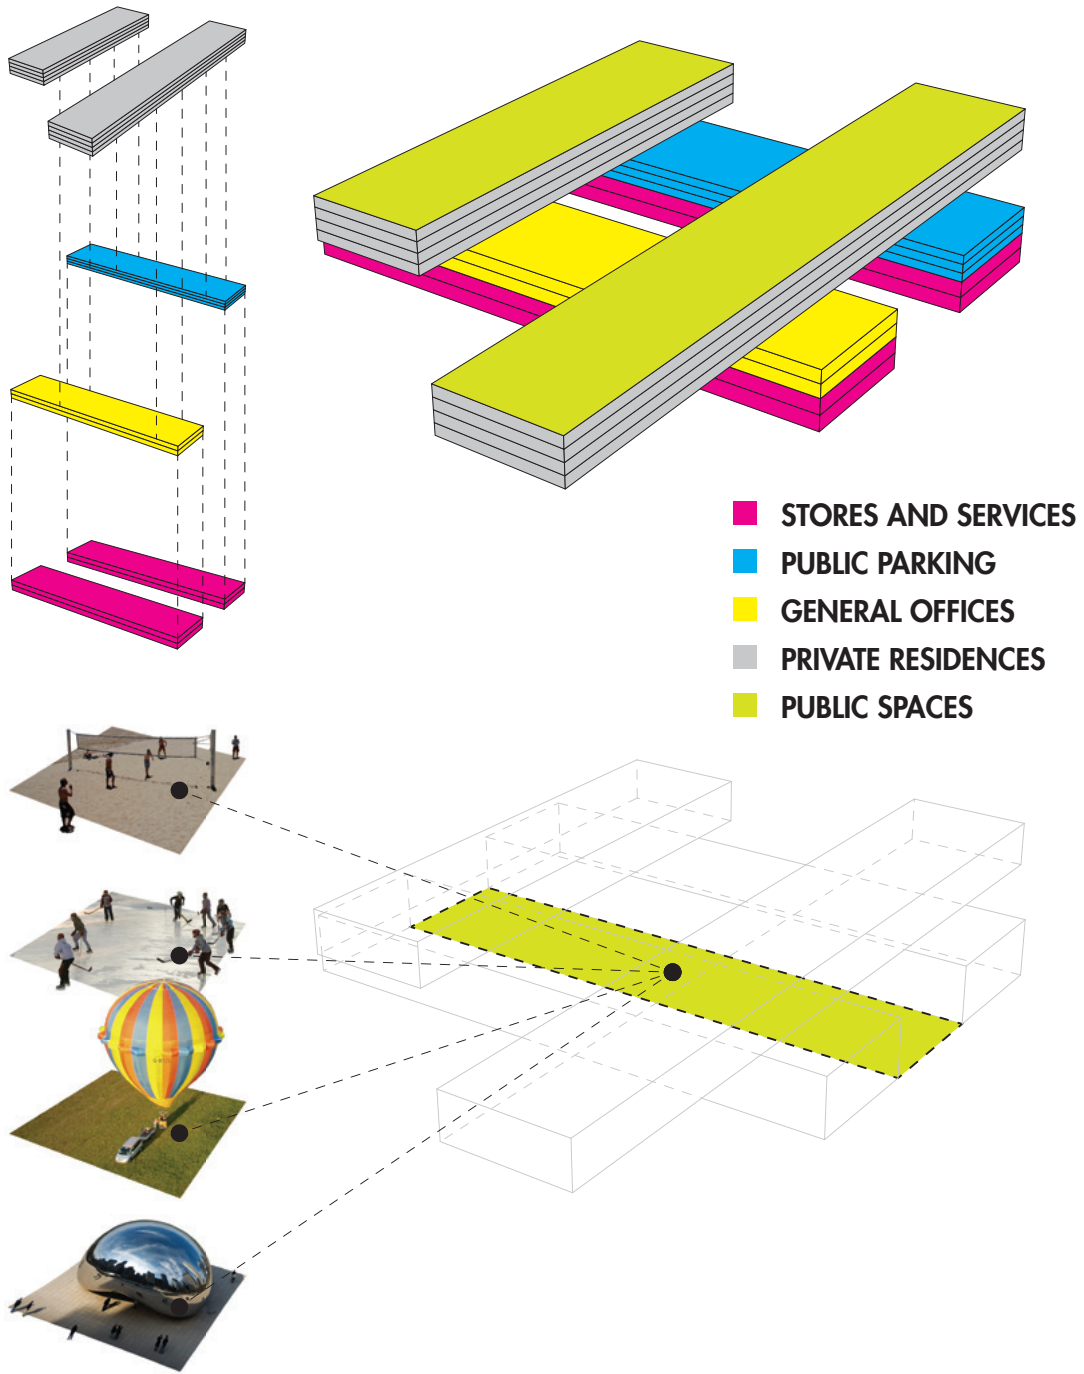 STORES AND SERVICES
PUBLIC PARKING
GENERAL OFFICES
PRIVATE RESIDENCES
PUBLIC SPACES